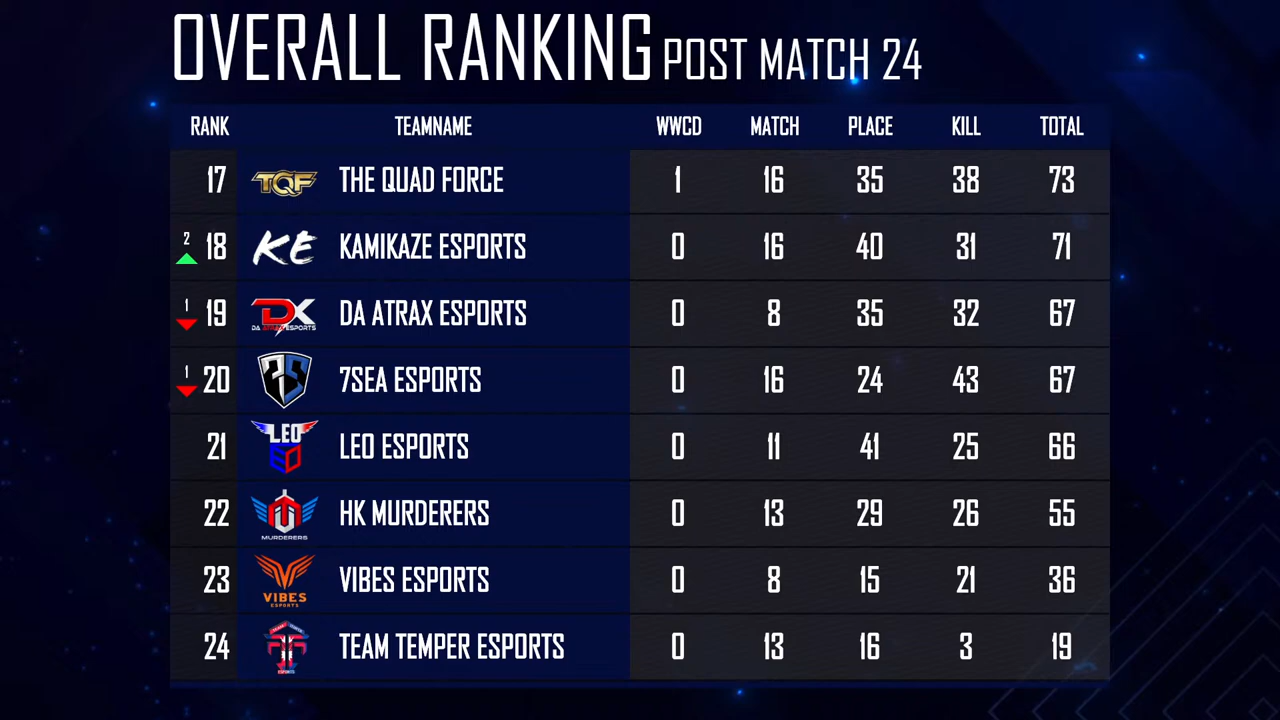 OVERALL RANKING POST MATCH 24
RANK TEAMNAME WWCD MATCH PLACE KILL TOTAL
17 TQF THE QUAD FORCE 1 16 35 38 73
2 18 KE KAMIKAZE ESPORTS 0 16 40 31 71
1 19 DX DA ATRAX ESPORTS DA ATRAX ESPORTS 0 8 35 32 67
1 20 7S 7SEA ESPORTS 0 16 24 43 67
21 LEO LEO ESPORTS 0 11 41 25 66
22 MURDERERS HK MURDERERS 0 13 29 26 55
23 VIBES ESPORTS VIBES ESPORTS 0 8 15 21 36
24 ESPORTS TEAM TEMPER ESPORTS 0 13 16 3 19